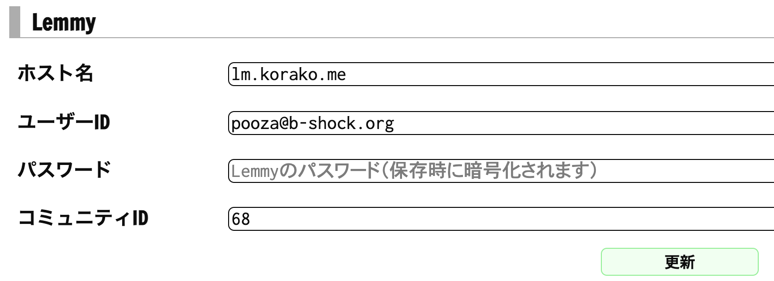 Lemmy
ホスト名 lm.korako.me
ユーザーID pooza@b-shock.org
パスワード Lemmyのパスワード(保存時に暗号化されます)
コミュニティID 68
更新